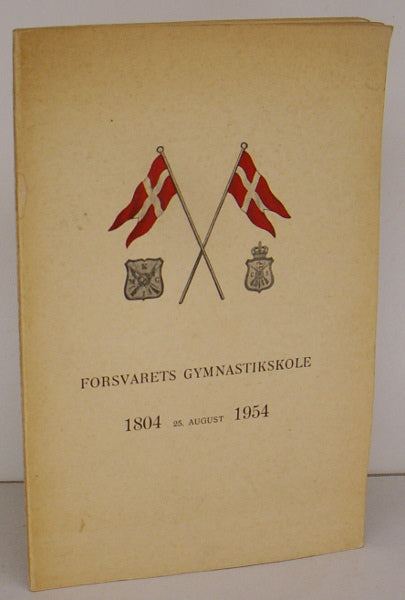 FORSVARETS GYMNASTIKSKOLE
1804 25. AUGUST 1954